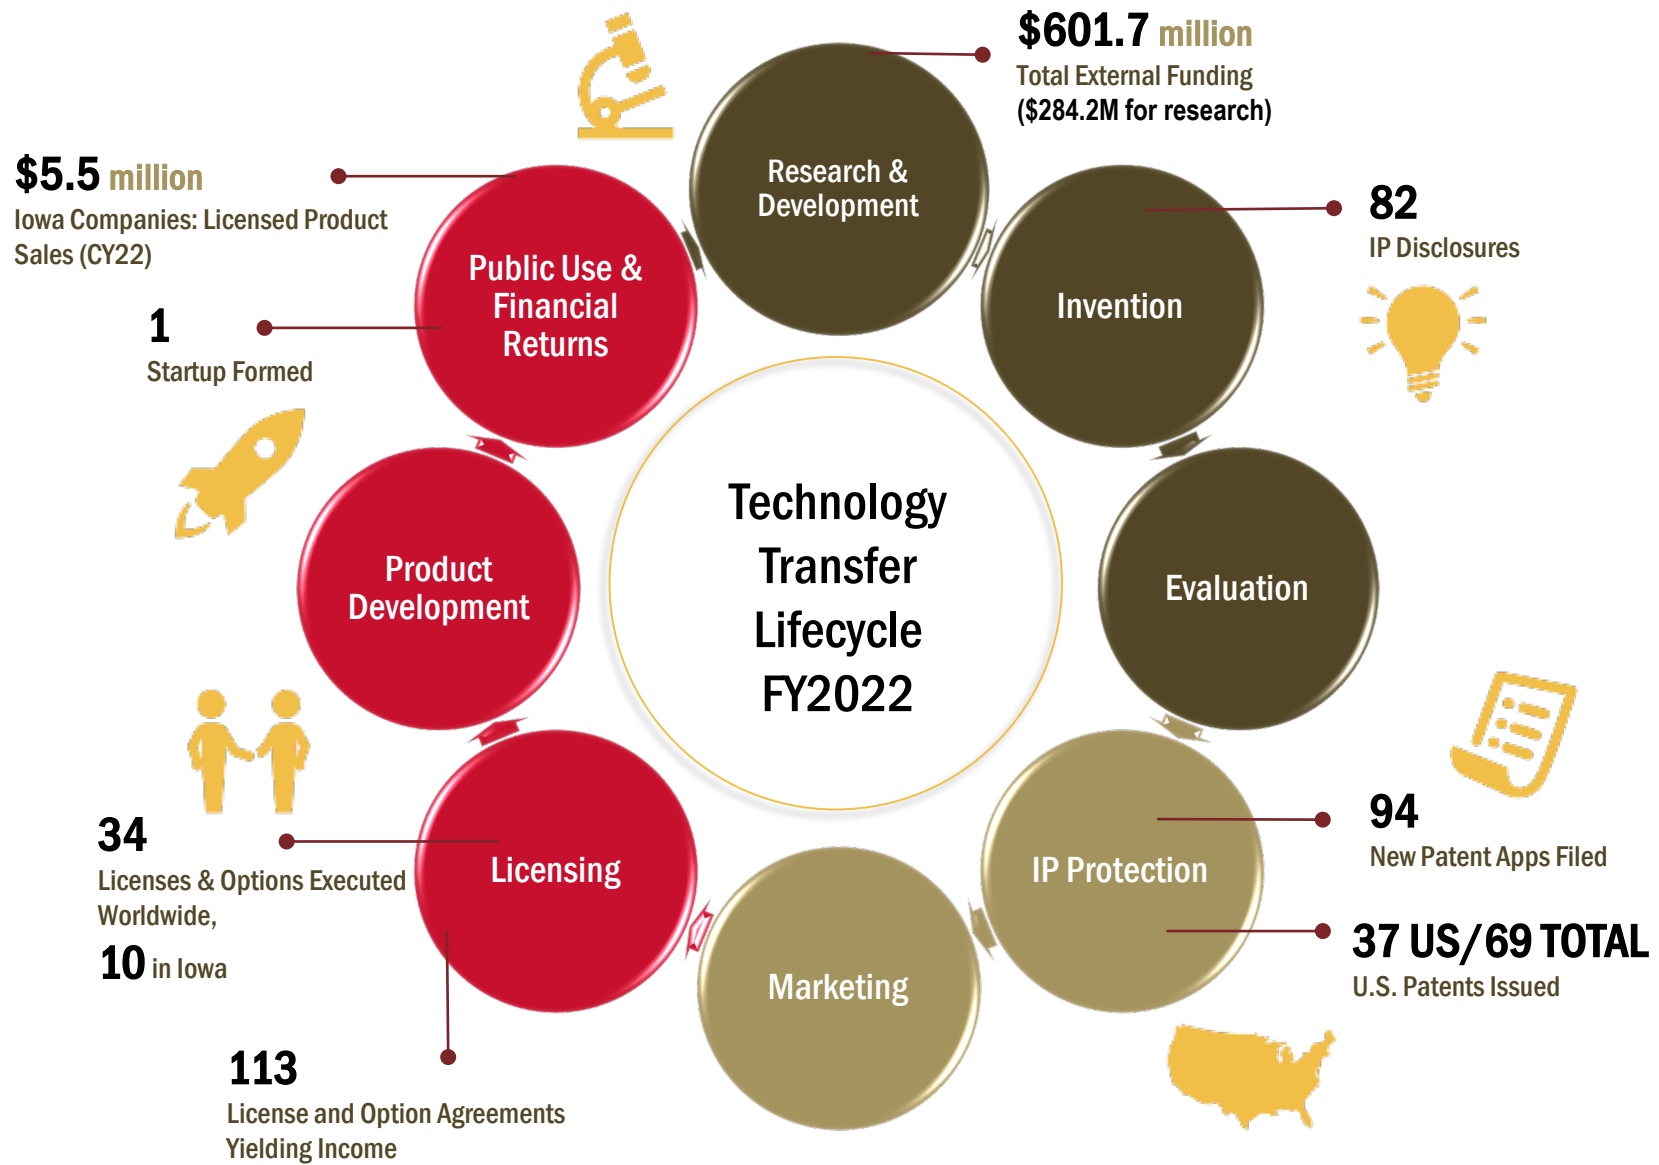 $601.7 million
Total External Funding
($284.2M for research)
Research &
Development
$5.5 million
Iowa Companies: Licensed Product
Sales (CY22)
82
IP Disclosures
Public Use &
Financial
Returns
Invention
1
Startup Formed
Technology
Transfer
Lifecycle
FY2022
Product
Development
Evaluation
94
New Patent Apps Filed
34
Licenses & Options Executed
Worldwide,
10 in Iowa
Licensing
IP Protection
37 US/69 TOTAL
U.S. Patents Issued
Marketing
113
License and Option Agreements
Yielding Income